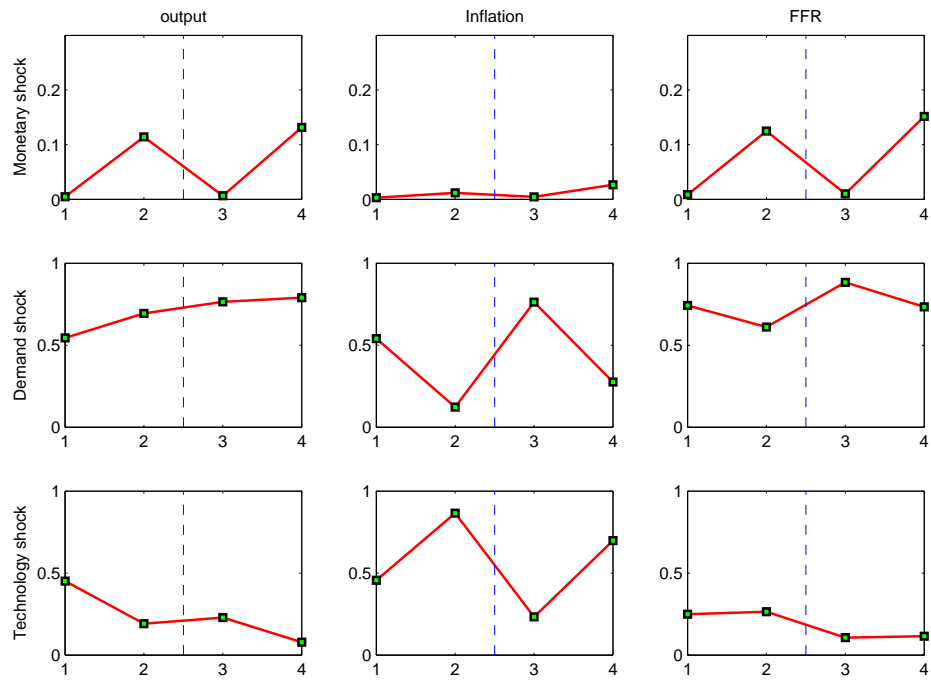 output Inflation FFR
Monetary shock
0.2 0.2 0.2
0.1 0.1 0.1
0 0 0
1 2 3 4 1 2 3 4 1 2 3 4
Demand shock
1 1 1
0.5 0.5 0.5
0 0 0
1 2 3 4 1 2 3 4 1 2 3 4
Technology shock
1 1 1
0.5 0.5 0.5
0 0 0
1 2 3 4 1 2 3 4 1 2 3 4